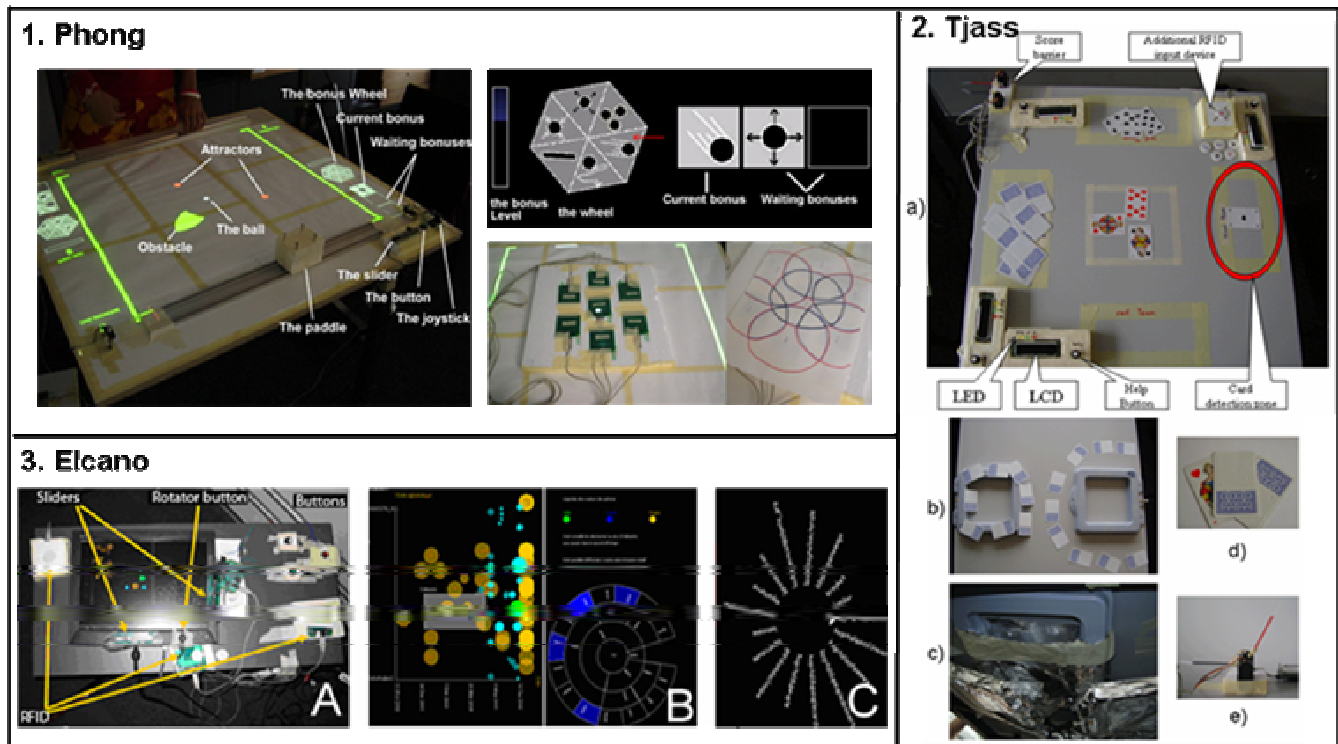 1. Phong
The bonus Wheel
Current bonus
Waiting bonuses
Attractors
The ball
Obstacle
The slider
The button
The joystick
The paddle
the bonus
Level
the wheel
Current bonus
Waiting bonuses
2. Tjass
Score
barrier
Additional RFID
input device
a)
LED
LCD
Help
Button
Card
detection zone
b)
d)
c)
e)
3. Elcano
Sliders
Rotator button
Buttons
RFID
A
B
C